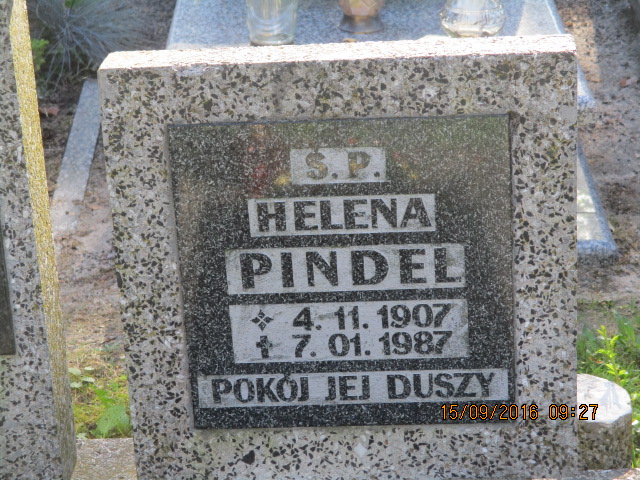 Ś.P.
HELENA
PINDEL
4.11.1907
✝ 7.01.1987
POKÓJ JEJ DUSZY
15/09/2016 09:27